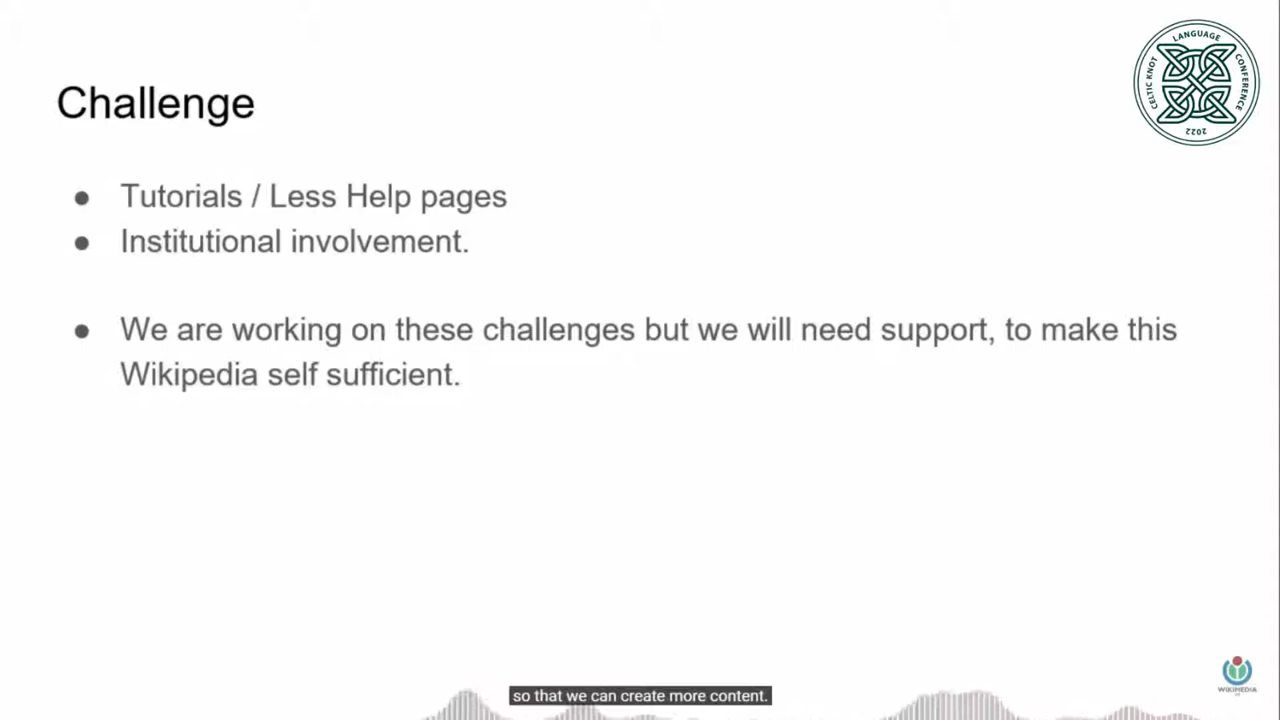 Challenge
● Tutorials / Less Help pages
● Institutional involvement.
● We are working on these challenges but we will need support, to make this
Wikipedia self sufficient.
CELTIC KNOT LANGUAGE CONFERENCE 2022
WIKIMEDIA
so that we can create more content.